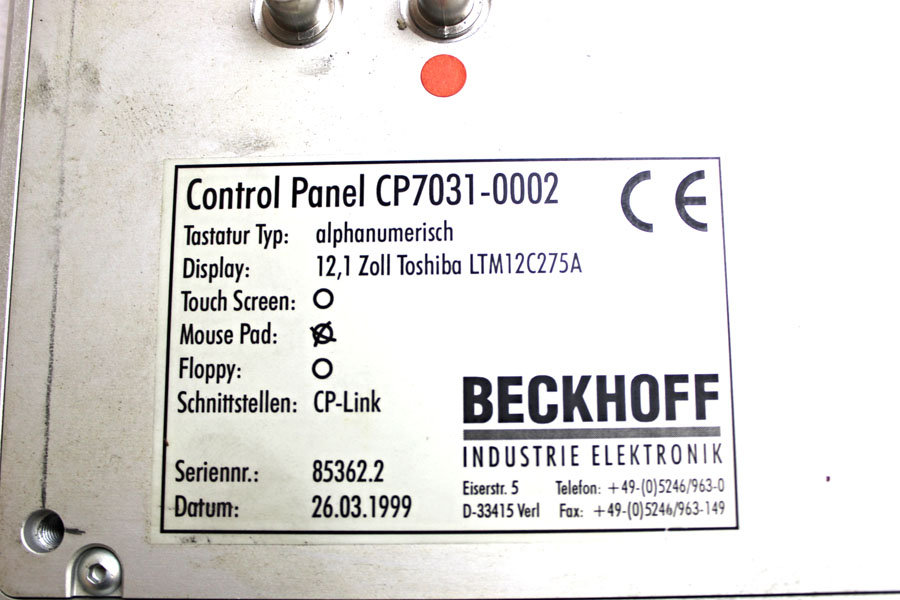 Control Panel CP7031-0002
CE
Tastatur Typ: alphanumerisch
Display: 12,1 Zoll Toshiba LTM12C275A
Touch Screen: O
Mouse Pad:
Floppy: O
Schnittstellen: CP-Link
Seriennr.: 85362.2
Datum: 26.03.1999
BECKHOFF
INDUSTRIE ELEKTRONIK
Eiserstr. 5 Telefon: +49-(0)5246/963-0
D-33415 Verl Fax: +49-(0)5246/963-149